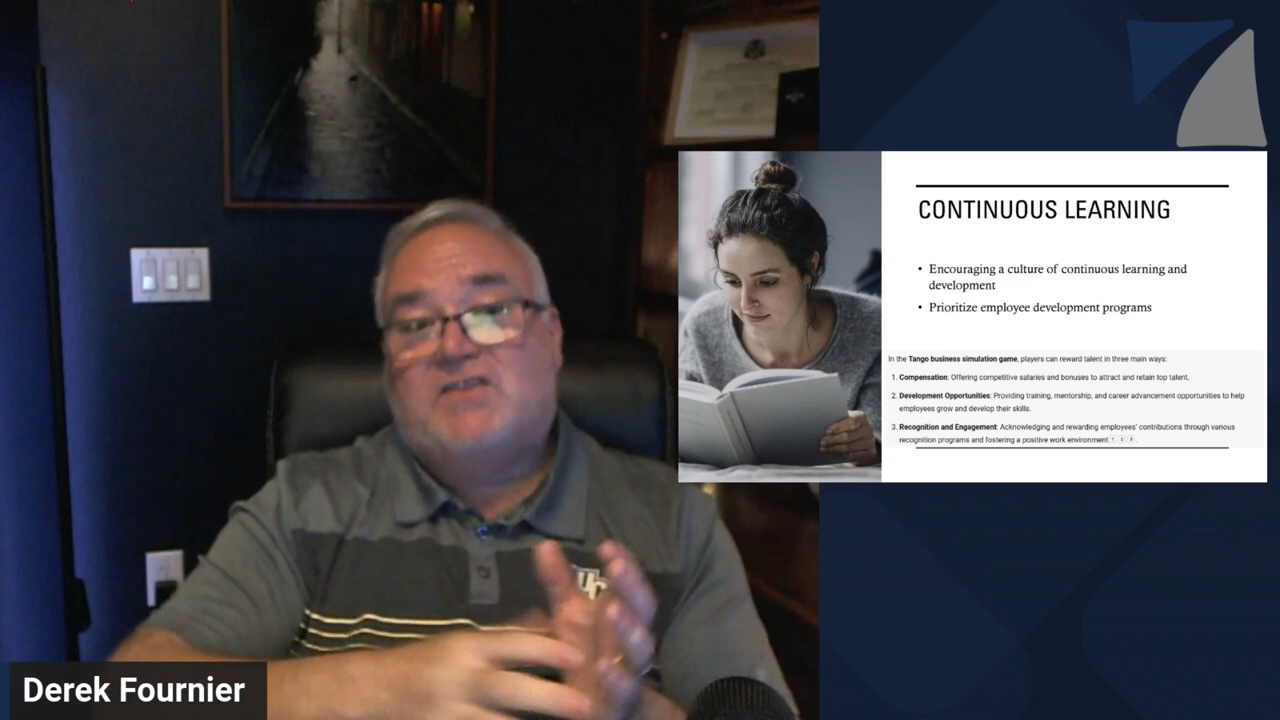 CONTINUOUS LEARNING
• Encouraging a culture of continuous learning and
development
• Prioritize employee development programs
In the Tango business simulation game, players can reward talent in three main ways:
1. Compensation: Offering competitive salaries and bonuses to attract and retain top talent.
2. Development Opportunities: Providing training, mentorship, and career advancement opportunities to help
employees grow and develop their skills.
3. Recognition and Engagement: Acknowledging and rewarding employees' contributions through various
recognition programs and fostering a positive work environment
Derek Fournier